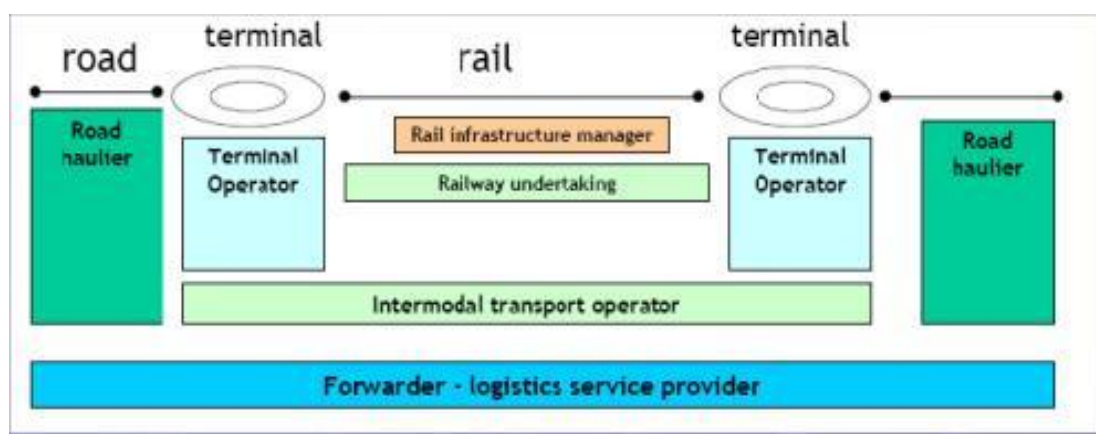 terminal
terminal
road
rail
Road
haulier
Terminal
Operator
Rail infrastructure manager
Railway undertaking
Terminal
Operator
Road
haulier
Intermodal transport operator
Forwarder - logistics service provider